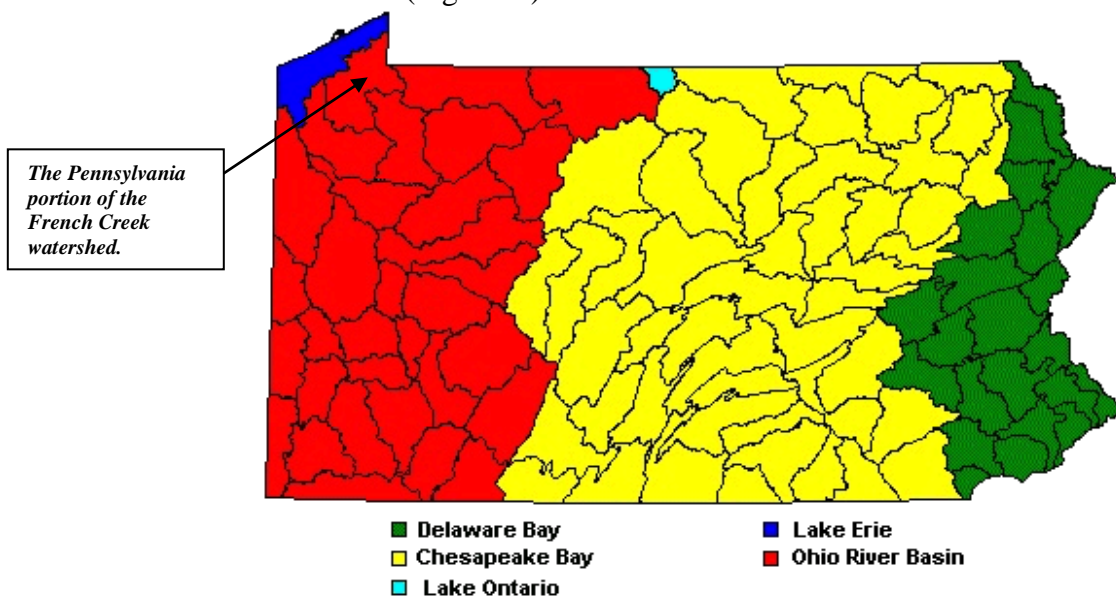 The Pennsylvania
portion of the
French Creek
watershed.
Delaware Bay
Lake Erie
Chesapeake Bay
Ohio River Basin
Lake Ontario